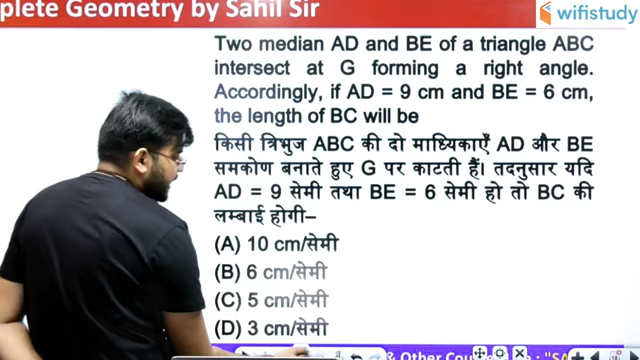 plete Geometry by Sahil Sir
wifistudy
Two median AD and BE of a triangle ABC
intersect at G forming a right angle.
Accordingly, if AD = 9 cm and BE = 6 cm,
the length of BC will be
किसी त्रिभुज ABC की दो माध्यिकाएँ AD और BE
समकोण बनाते हुए G पर काटती हैं। तदनुसार यदि
AD = 9 सेमी तथा BE = 6 सेमी हो तो BC की
लम्बाई होगी–
(A) 10 cm/सेमी
(B) 6 cm/सेमी
(C) 5 cm/सेमी
(D) 3 cm/सेमी
& Other